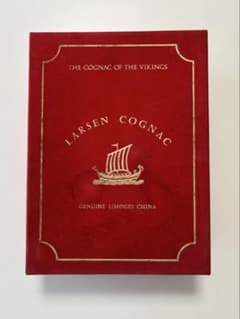 THE COGNAC OF THE VIKINGS
LARSEN COGNAC
GENUINE LIMOGES CHINA